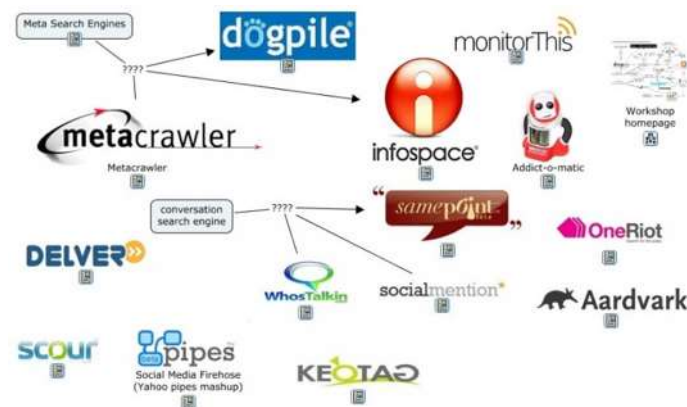 Meta Search Engines
dogpile®
monitorThis
????
metacrawler
Metacrawler
infospace®
Addict-o-matic
Workshop
homepage
conversation
search engine
????
"samepoint"
OneRiot
DELVER
WhosTalkin
socialmention*
Aardvark
scour
beta
pipes
Social Media Firehose
(Yahoo pipes mashup)
KEOTAG